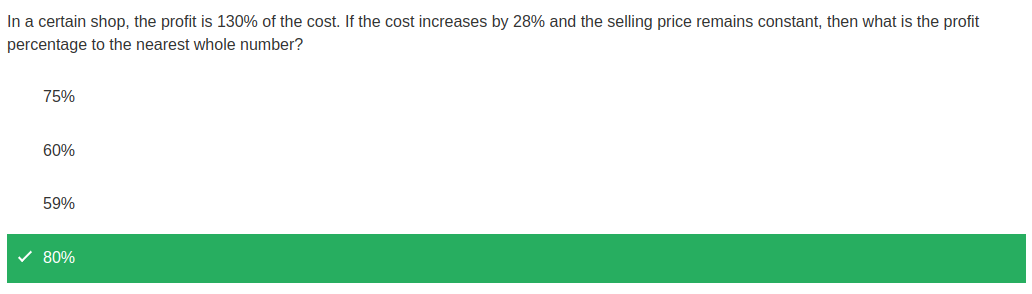 In a certain shop, the profit is 130% of the cost. If the cost increases by 28% and the selling price remains constant, then what is the profit
percentage to the nearest whole number?
75%
60%
59%
80%